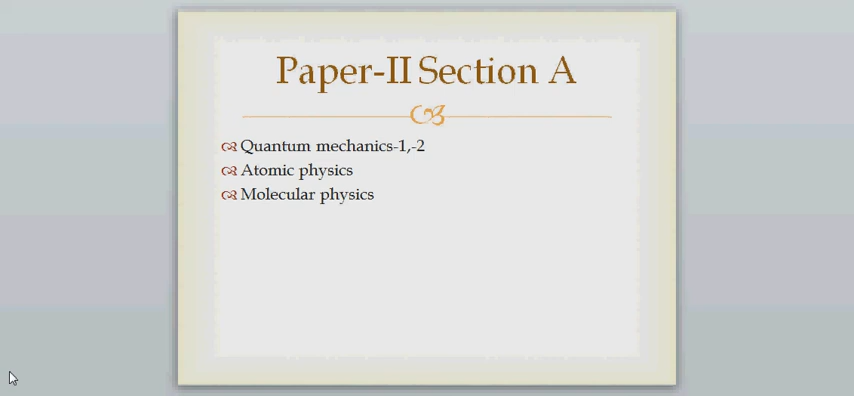 Paper-II Section A
Quantum mechanics-1,-2
Atomic physics
Molecular physics